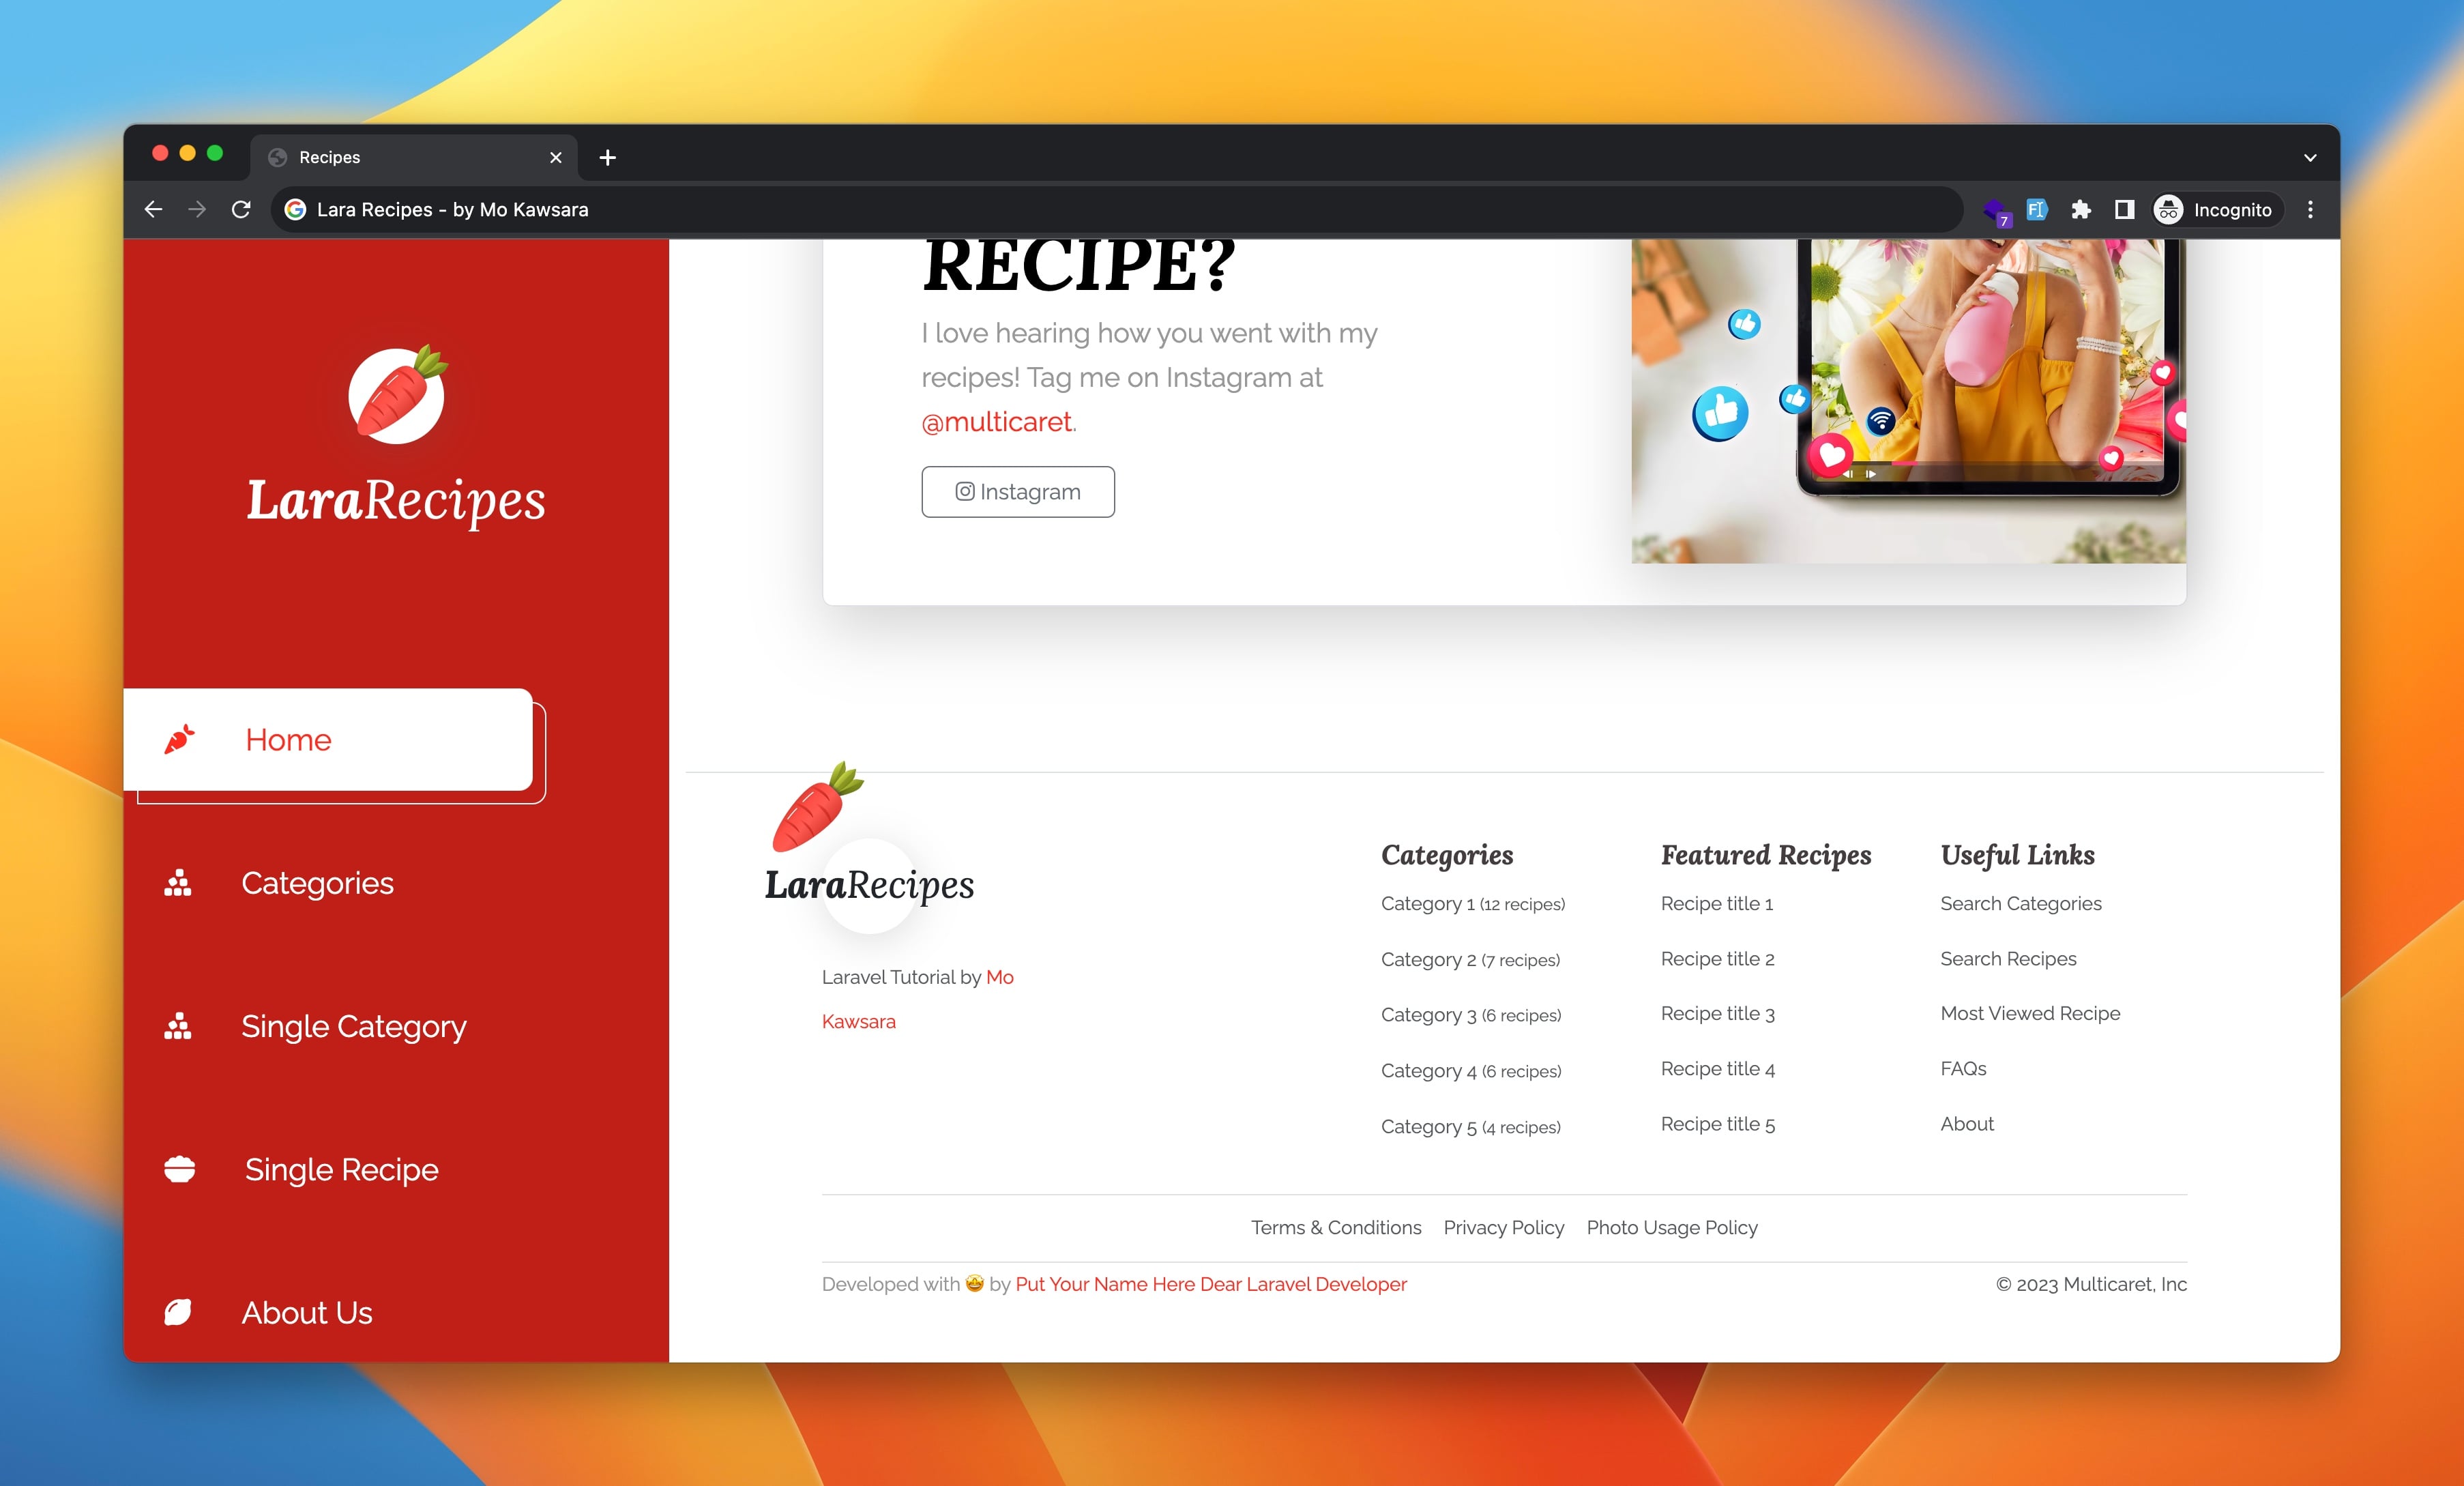 Recipes
Lara Recipes - by Mo Kawsara
7
Incognito
LaraRecipes
Home
Categories
Single Category
Single Recipe
About Us
RECIPE?
I love hearing how you went with my
recipes! Tag me on Instagram at
@multicaret.
Instagram
LaraRecipes
Laravel Tutorial by Mo
Kawsara
Categories
Category 1 (12 recipes)
Category 2 (7 recipes)
Category 3 (6 recipes)
Category 4 (6 recipes)
Category 5 (4 recipes)
Featured Recipes
Recipe title 1
Recipe title 2
Recipe title 3
Recipe title 4
Recipe title 5
Useful Links
Search Categories
Search Recipes
Most Viewed Recipe
FAQs
About
Terms & Conditions Privacy Policy Photo Usage Policy
Developed with 🤩 by Put Your Name Here Dear Laravel Developer
© 2023 Multicaret, Inc